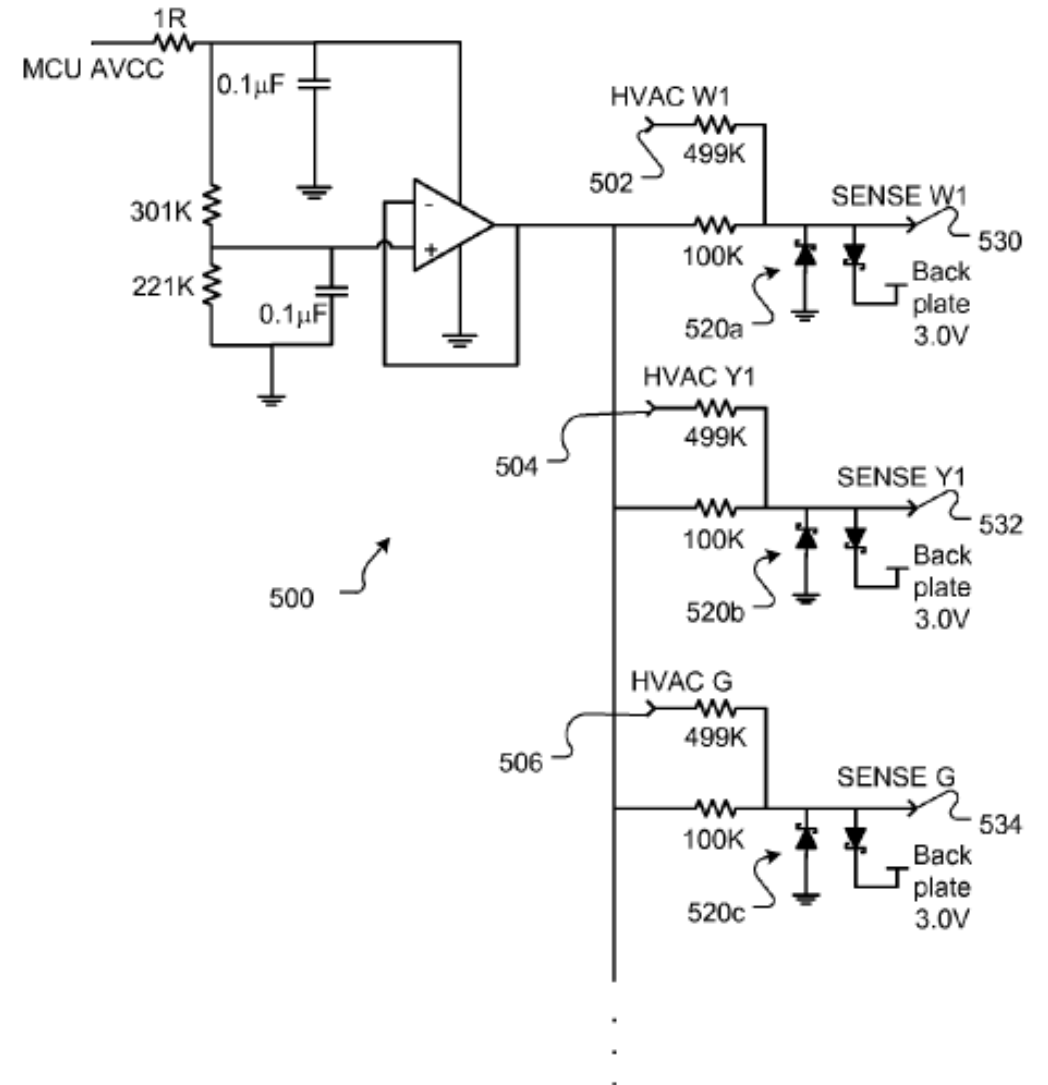 1R
MCU AVCC
0.1μF
301K
221K
0.1μF
-
+
HVAC W1
499K
502
100K
SENSE W1
530
520a
Back
plate
3.0V
HVAC Y1
499K
504
100K
SENSE Y1
532
520b
Back
plate
3.0V
500
HVAC G
499K
506
100K
SENSE G
534
520c
Back
plate
3.0V